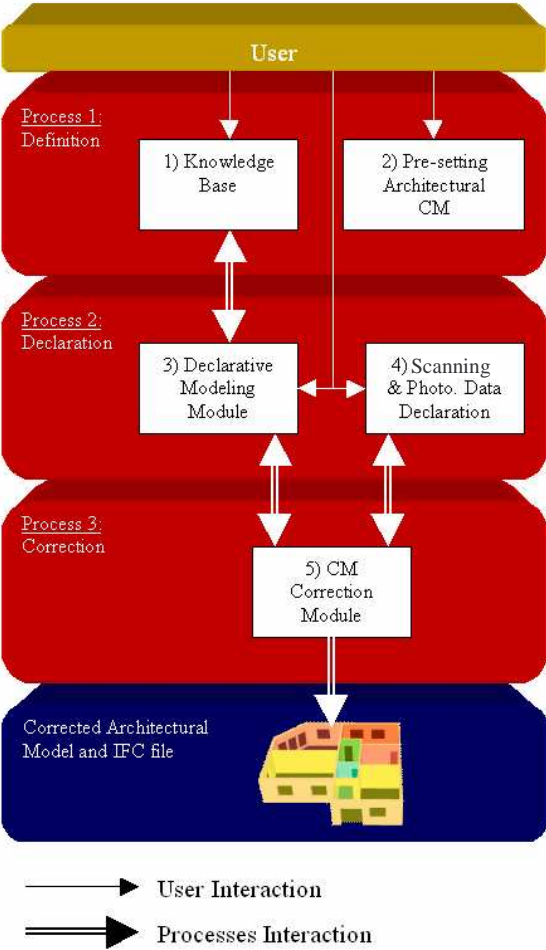 User
Process 1:
Definition
1) Knowledge
Base
2) Pre-setting
Architectural
CM
Process 2:
Declaration
3) Declarative
Modeling
Module
4) Scanning
& Photo. Data
Declaration
Process 3:
Correction
5) CM
Correction
Module
Corrected Architectural
Model and IFC file
User Interaction
Processes Interaction